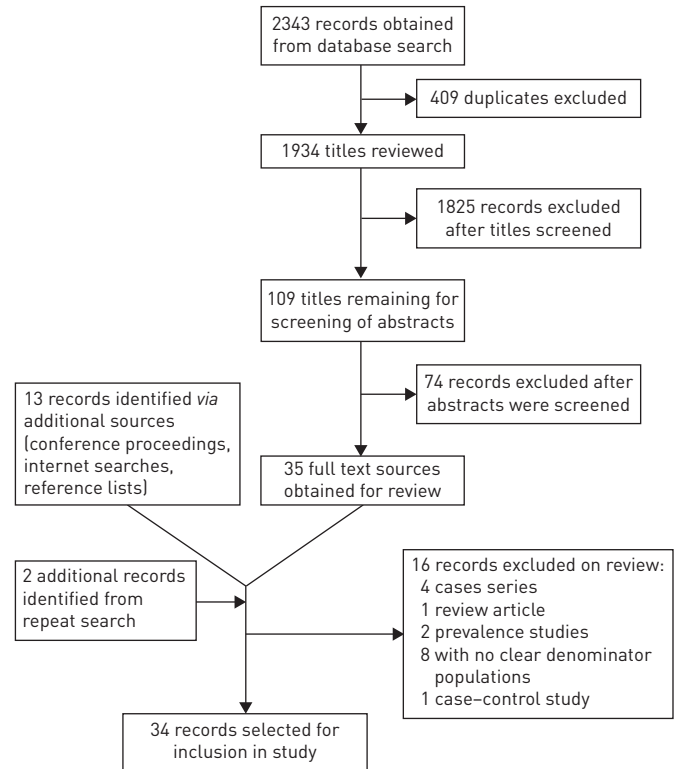 2343 records obtained
from database search
409 duplicates excluded
1934 titles reviewed
1825 records excluded
after titles screened
109 titles remaining for
screening of abstracts
74 records excluded after
abstracts were screened
13 records identified via
additional sources
(conference proceedings,
internet searches,
reference lists)
35 full text sources
obtained for review
2 additional records
identified from
repeat search
16 records excluded on review:
4 cases series
1 review article
2 prevalence studies
8 with no clear denominator
populations
1 case–control study
34 records selected for
inclusion in study